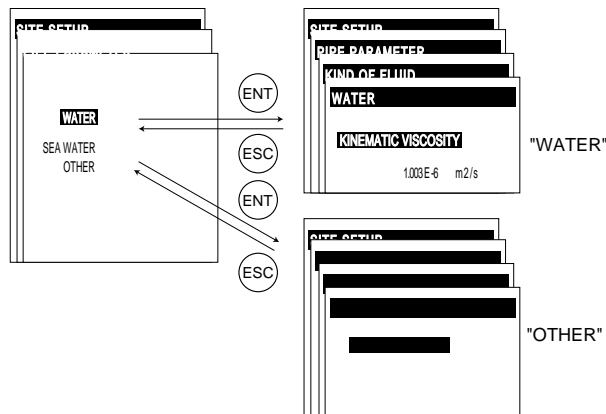 SITE SETUP
WATER
SEA WATER
OTHER
ENT
ESC
ENT
ESC
SITE SETUP
PIPE PARAMETER
KIND OF FLUID
WATER
KINEMATIC VISCOSITY
1.003E-6 m2/s
"WATER"
SITE SETUP
"OTHER"